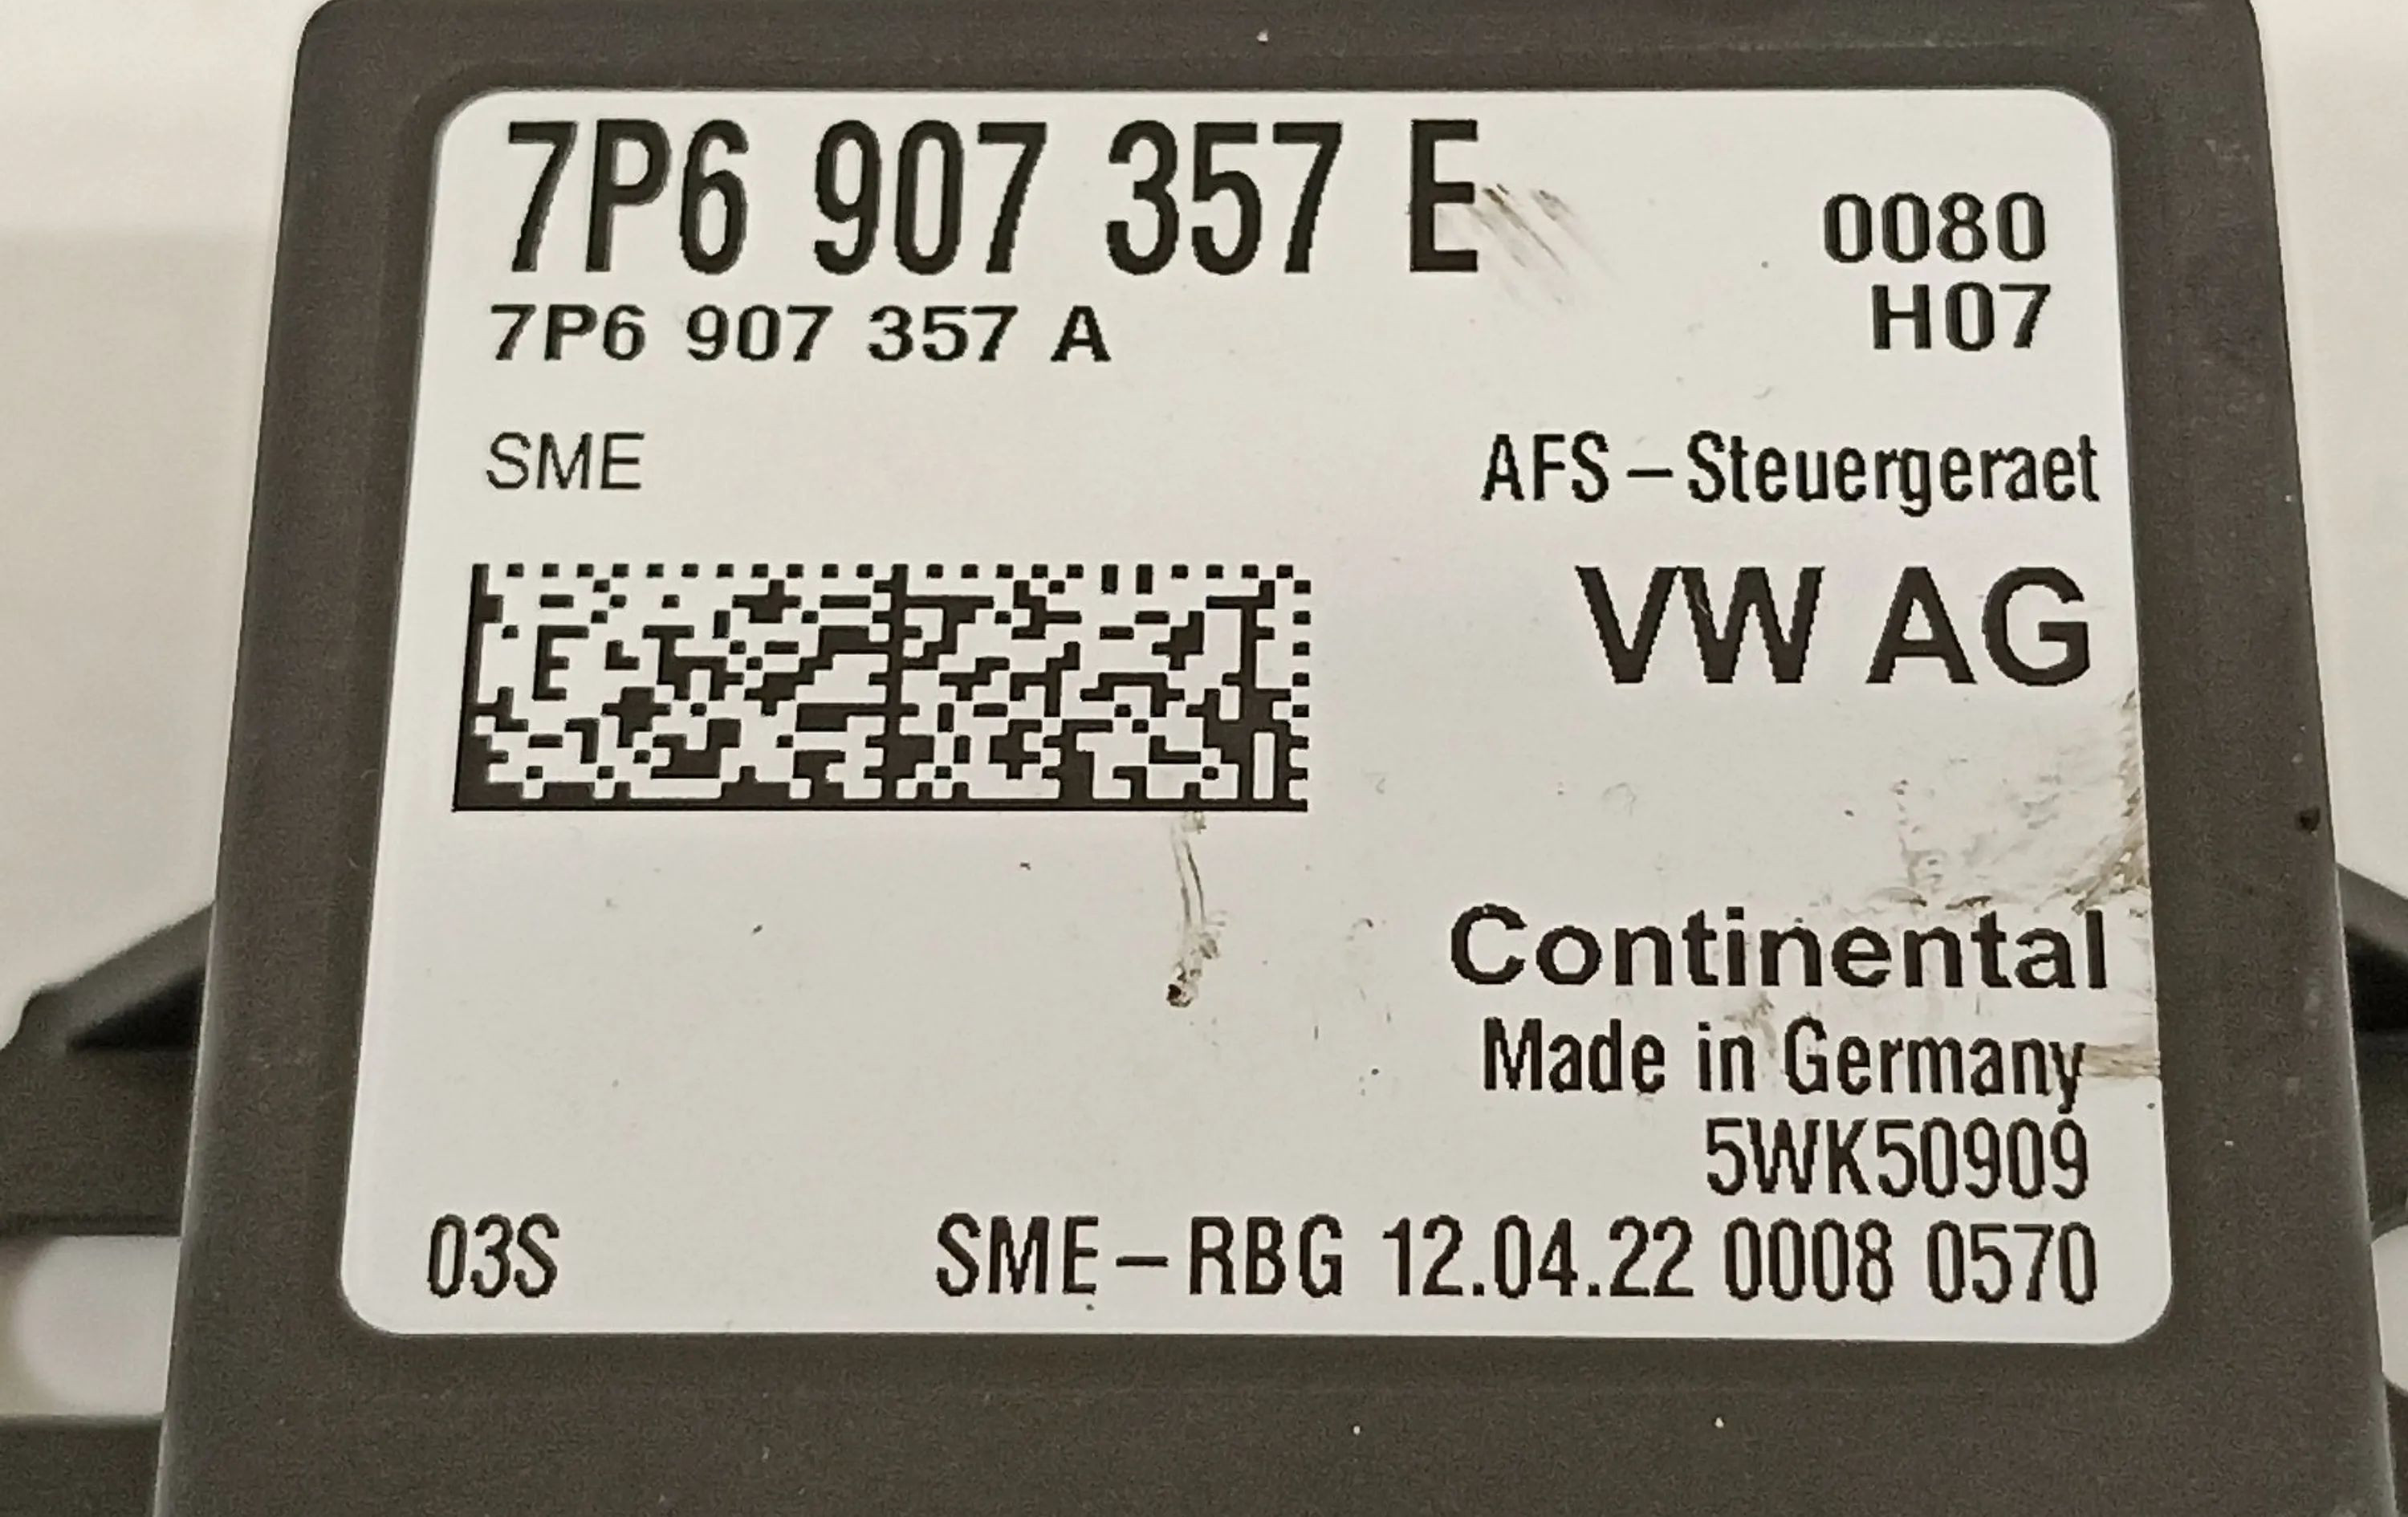 7P6 907 357 E
0080
7P6 907 357 A
H07
SME
AFS-Steuergeraet
VW AG
Continental
Made in Germany
5WK50909
03S
SME-RBG 12.04.22 0008 0570